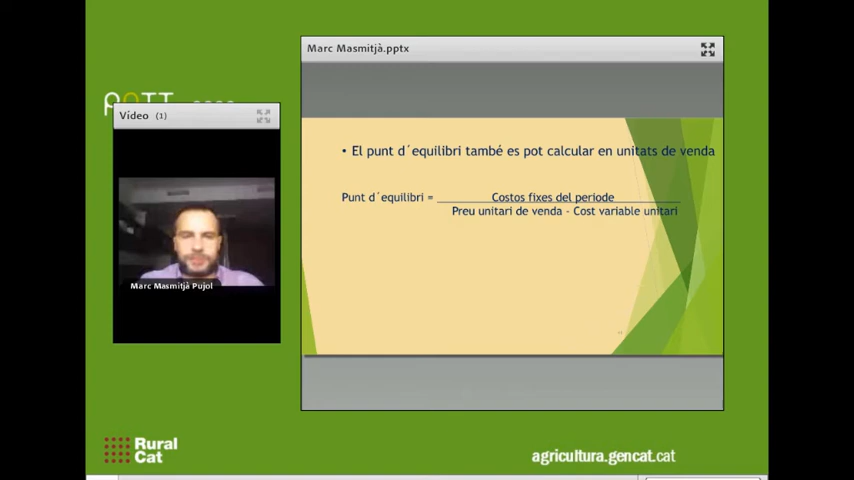 Marc Masmitjà.pptx
Vídeo (1)
• El punt d´equilibri també es pot calcular en unitats de venda
Punt d´equilibri = Costos fixes del periode
Preu unitari de venda - Cost variable unitari
Marc Masmitjà Pujol
Rural
Cat
agricultura.gencat.cat